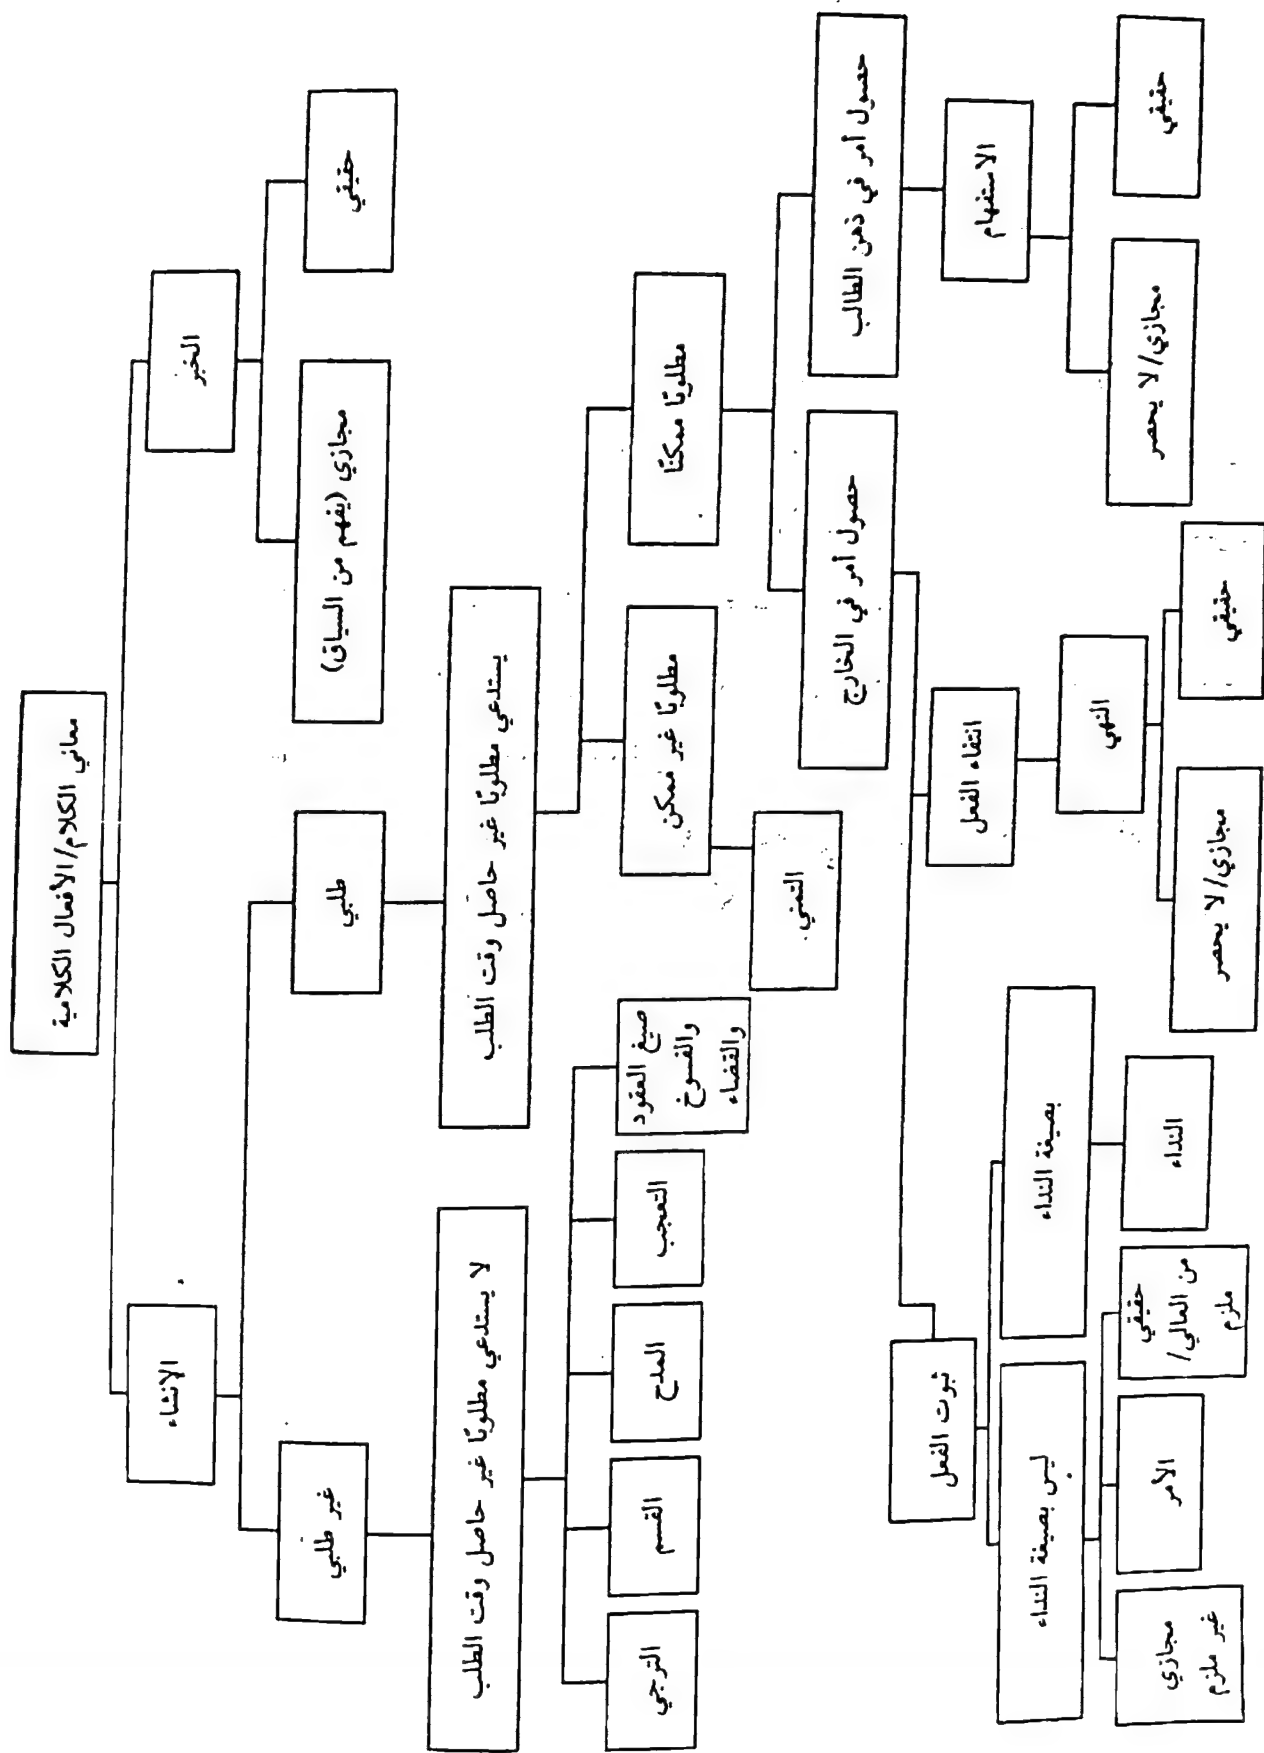 معاني الكلام/الأفعال الكلامية
الخبر
الانشاء
حقيقي
مجازي (يفهم من السياق)
طلبي
غير طلبي
يستدعي مطلوبًا غير حاصل وقت الطلب
لا يستدعي مطلوبًا غير حاصل وقت الطلب
مطلوبًا ممكنًا
مطلوبًا غير ممكن
صيغ العقود
والفسوخ
والقضاء
التعجب
المدح
القسم
الترجي
التمني
حصول أمر في ذهن الطالب
حصول أمر في الخارج
الاستفهام
انتفاء الفعل
ثبوت الفعل
حقيقي
مجازي/لا يحصر
النهي
بصيغة النداء
ليس بصيغة النداء
حقيقي
مجازي/لا يحصر
النداء
حقيقي
من العالي/
ملزم
الأمر
مجازي
غير ملزم